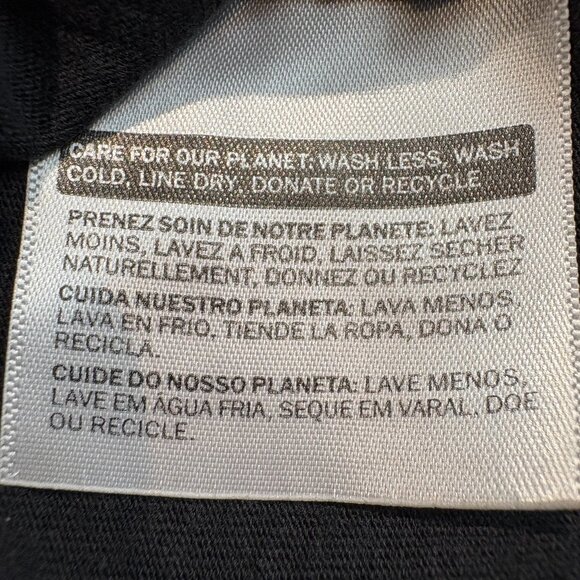 CARE FOR OUR PLANET: WASH LESS, WASH
COLD, LINE DRY, DONATE OR RECYCLE
PRENEZ SOIN DE NOTRE PLANETE: LAVEZ
MOINS, LAVEZ A FROID. LAISSEZ SECHER
NATURELLEMENT, DONNEZ OU RECYCLEZ
CUIDA NUESTRO PLANETA: LAVA MENOS,
LAVA EN FRIO, TIENDE LA ROPA, DONA O
RECICLA.
CUIDE DO NOSSO PLANETA: LAVE MENOS,
LAVE EM AGUA FRIA, SEQUE EM VARAL, DOE
OU RECICLE.